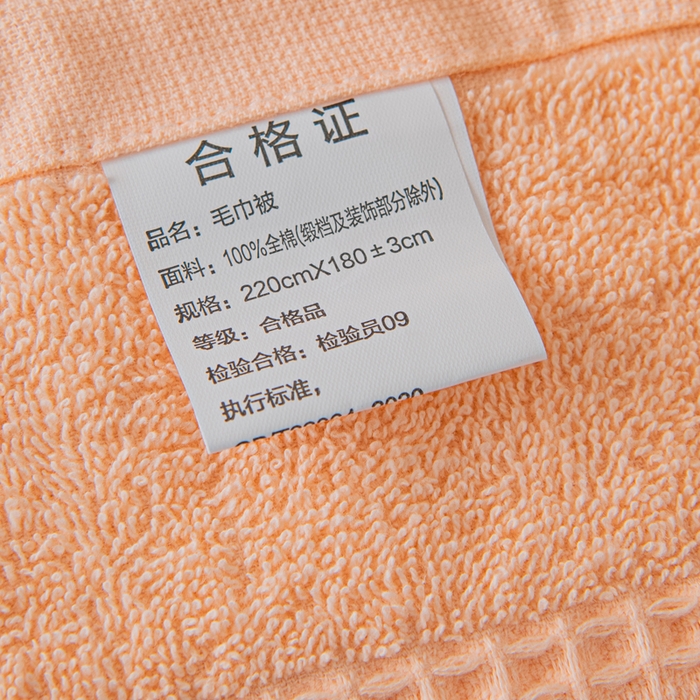 合格证
品名：毛巾被
面料：100%全棉(缎档及装饰部分除外)
规格：220cmX180±3cm
等级：合格品
检验合格：检验员09
执行标准，